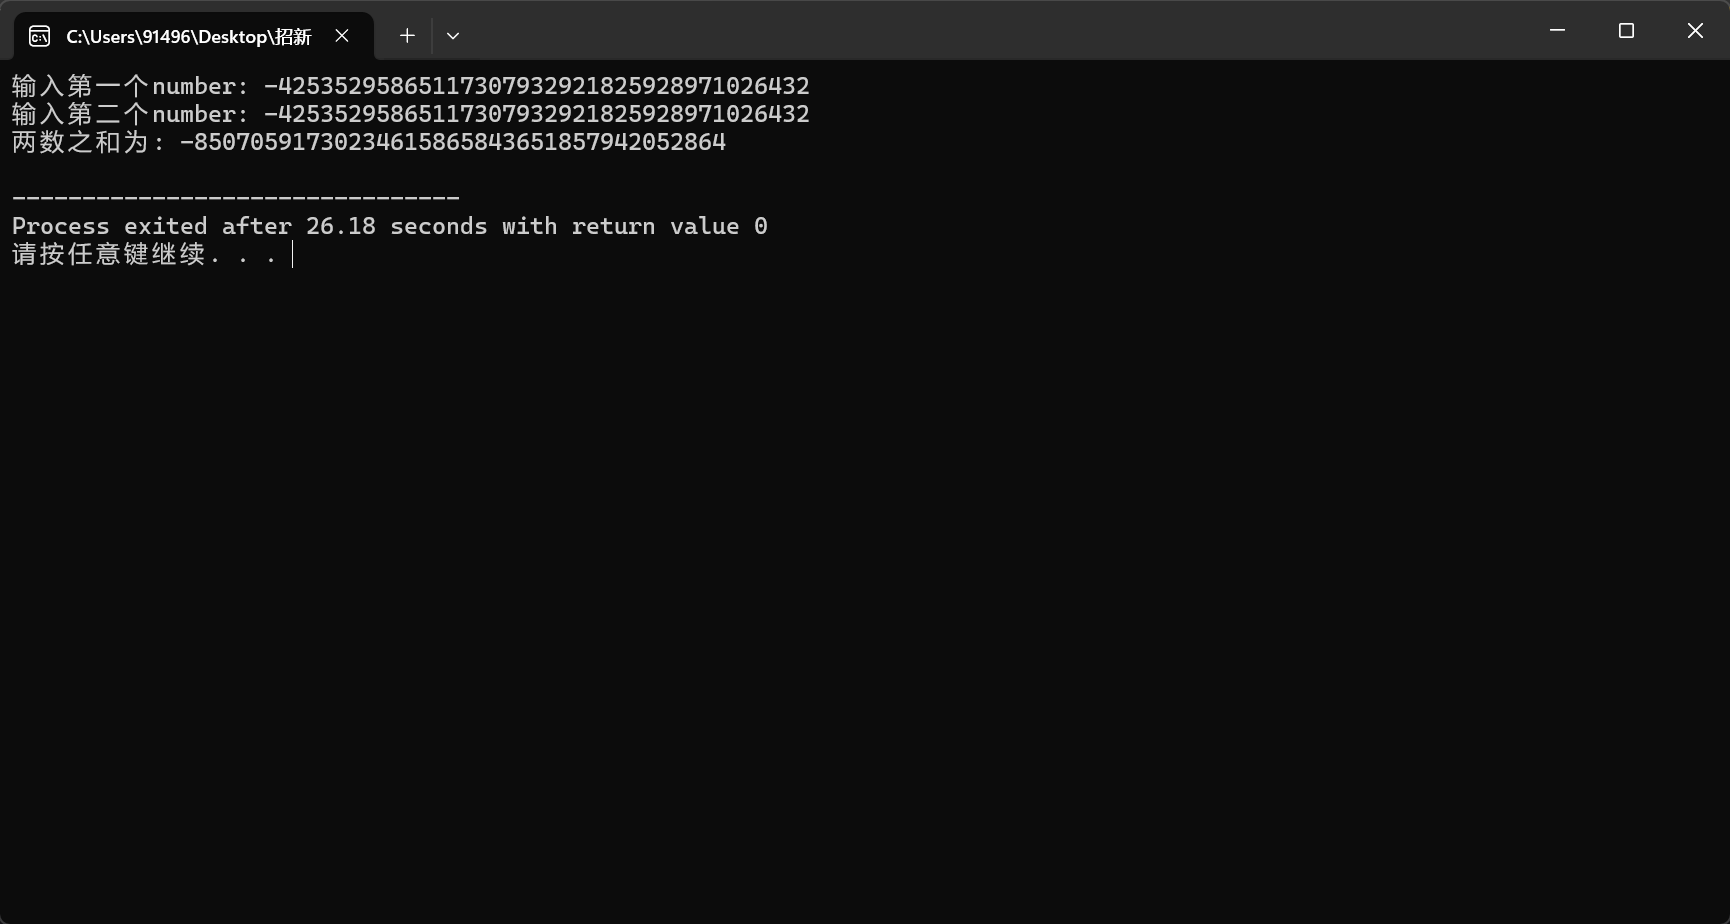 C:\Users\91496\Desktop\招新
输入第一个number: -42535295865117307932921825928971026432
输入第二个number: -42535295865117307932921825928971026432
两数之和为: -85070591730234615865843651857942052864
--------------------------------
Process exited after 26.18 seconds with return value 0
请按任意键继续. . .